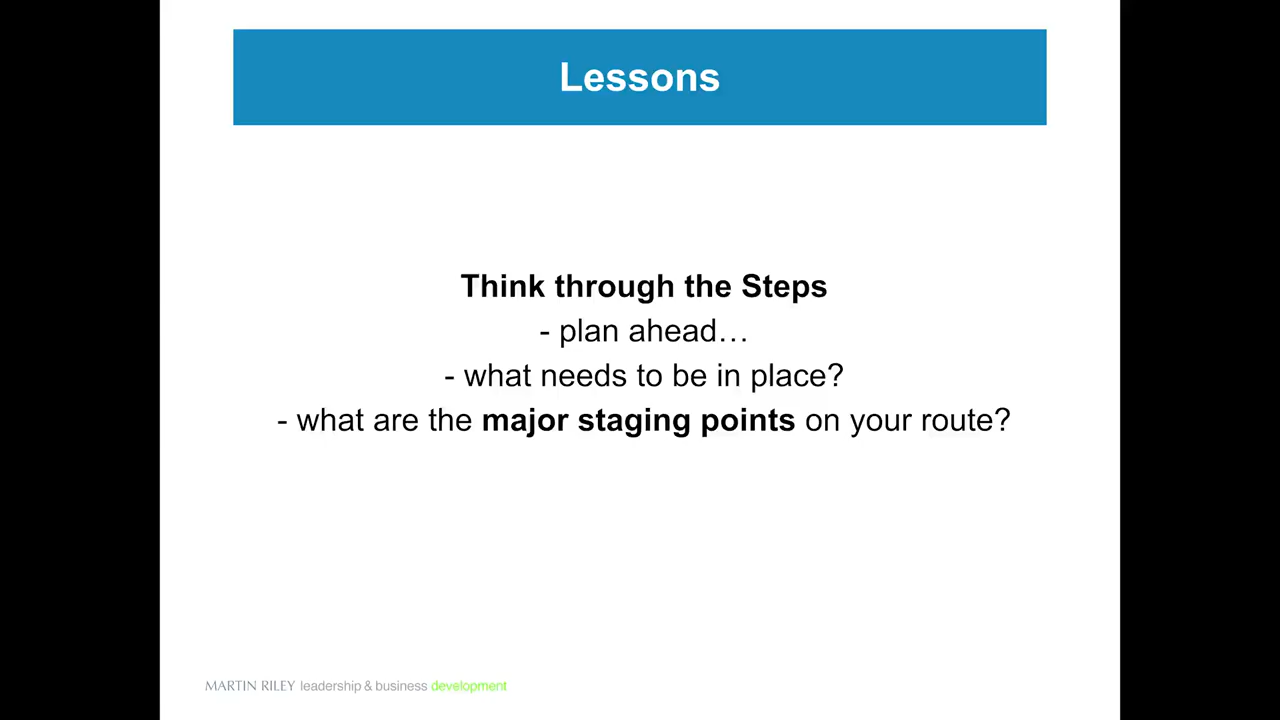 Lessons
Think through the Steps
- plan ahead…
- what needs to be in place?
- what are the major staging points on your route?
MARTIN RILEY leadership & business development